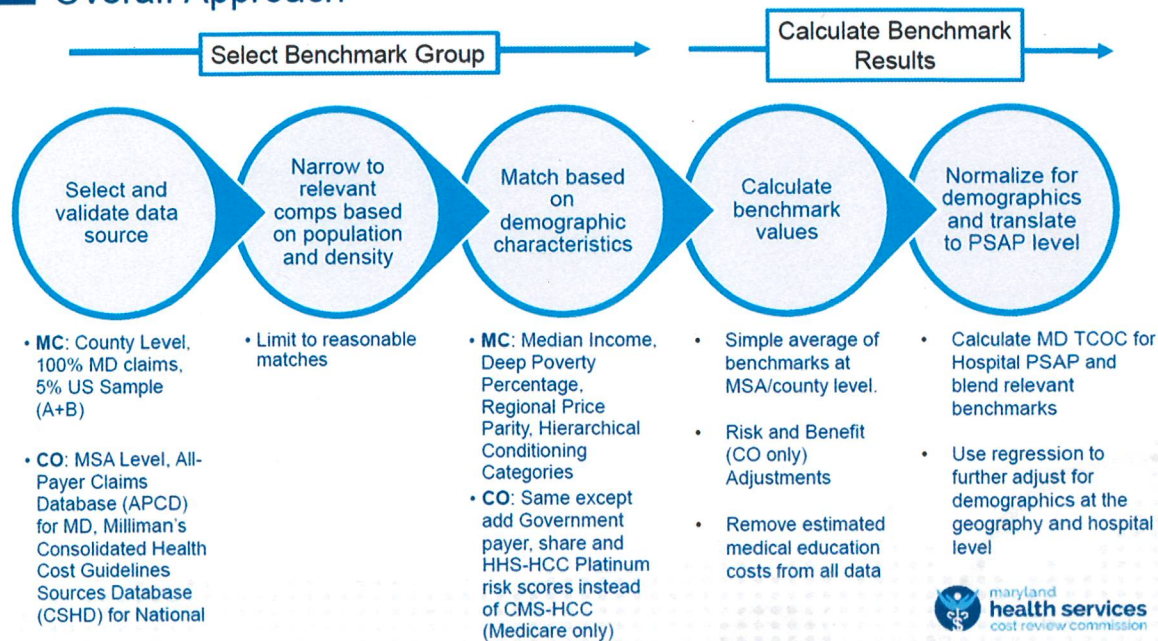 Overall Approach
Select Benchmark Group
Calculate Benchmark
Results
Select and
validate data
source
Narrow to
relevant
comps based
on population
and density
Match based
on
demographic
characteristics
Calculate
benchmark
values
Normalize for
demographics
and translate
to PSAP level
• MC: County Level,
100% MD claims,
5% US Sample
(A+B)
• CO: MSA Level, All-
Payer Claims
Database (APCD)
for MD, Milliman's
Consolidated Health
Cost Guidelines
Sources Database
(CSHD) for National
• Limit to reasonable
matches
• MC: Median Income,
Deep Poverty
Percentage,
Regional Price
Parity, Hierarchical
Conditioning
Categories
• CO: Same except
add Government
payer, share and
HHS-HCC Platinum
risk scores instead
of CMS-HCC
(Medicare only)
• Simple average of
benchmarks at
MSA/county level.
• Risk and Benefit
(CO only)
Adjustments
• Remove estimated
medical education
costs from all data
• Calculate MD TCOC for
Hospital PSAP and
blend relevant
benchmarks
• Use regression to
further adjust for
demographics at the
geography and hospital
level
maryland
health services
cost review commission